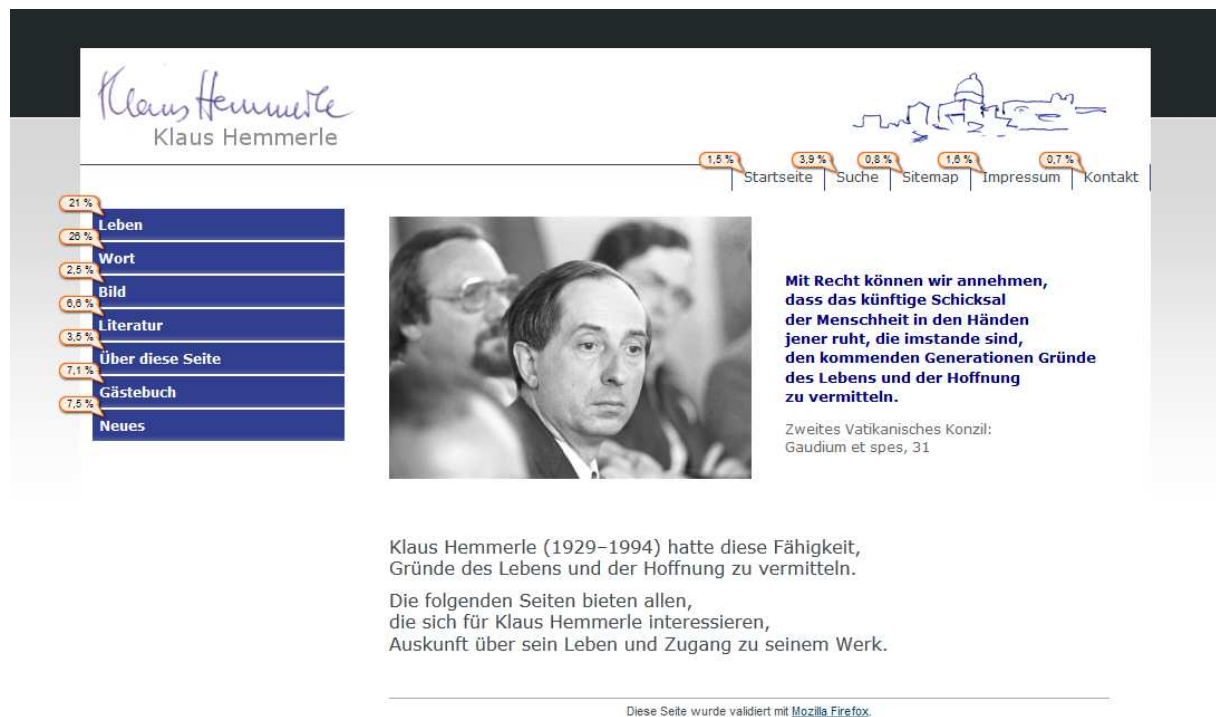 Klaus Hemmerle
Klaus Hemmerle
1,5 % 3,9 % 0,8 % 1,6 % 0,7 %
Startseite Suche Sitemap Impressum Kontakt
21 %
Leben
26 %
Wort
2,5 %
Bild
6,6 %
Literatur
3,5 %
Über diese Seite
7,1 %
Gästebuch
7,5 %
Neues
Mit Recht können wir annehmen,
dass das künftige Schicksal
der Menschheit in den Händen
jener ruht, die imstande sind,
den kommenden Generationen Gründe
des Lebens und der Hoffnung
zu vermitteln.
Zweites Vatikanisches Konzil:
Gaudium et spes, 31
Klaus Hemmerle (1929–1994) hatte diese Fähigkeit,
Gründe des Lebens und der Hoffnung zu vermitteln.
Die folgenden Seiten bieten allen,
die sich für Klaus Hemmerle interessieren,
Auskunft über sein Leben und Zugang zu seinem Werk.
Diese Seite wurde validiert mit Mozilla Firefox.